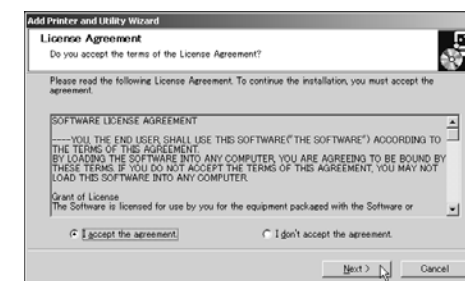 Add Printer and Utility Wizard
License Agreement
Do you accept the terms of the License Agreement?
Please read the following License Agreement. To continue the installation, you must accept the
agreement.
SOFTWARE LICENSE AGREEMENT
----YOU, THE END USER, SHALL USE THIS SOFTWARE("THE SOFTWARE") ACCORDING TO
THE TERMS OF THIS AGREEMENT.
BY LOADING THE SOFTWARE INTO ANY COMPUTER, YOU ARE AGREEING TO BE BOUND BY
THESE TERMS. IF YOU DO NOT ACCEPT THE TERMS OF THIS AGREEMENT, YOU MAY NOT
LOAD THIS SOFTWARE INTO ANY COMPUTER.
Grant of License
The Software is licensed for use by you for the equipment packaged with the Software or
I accept the agreement.
I don't accept the agreement.
Next >
Cancel